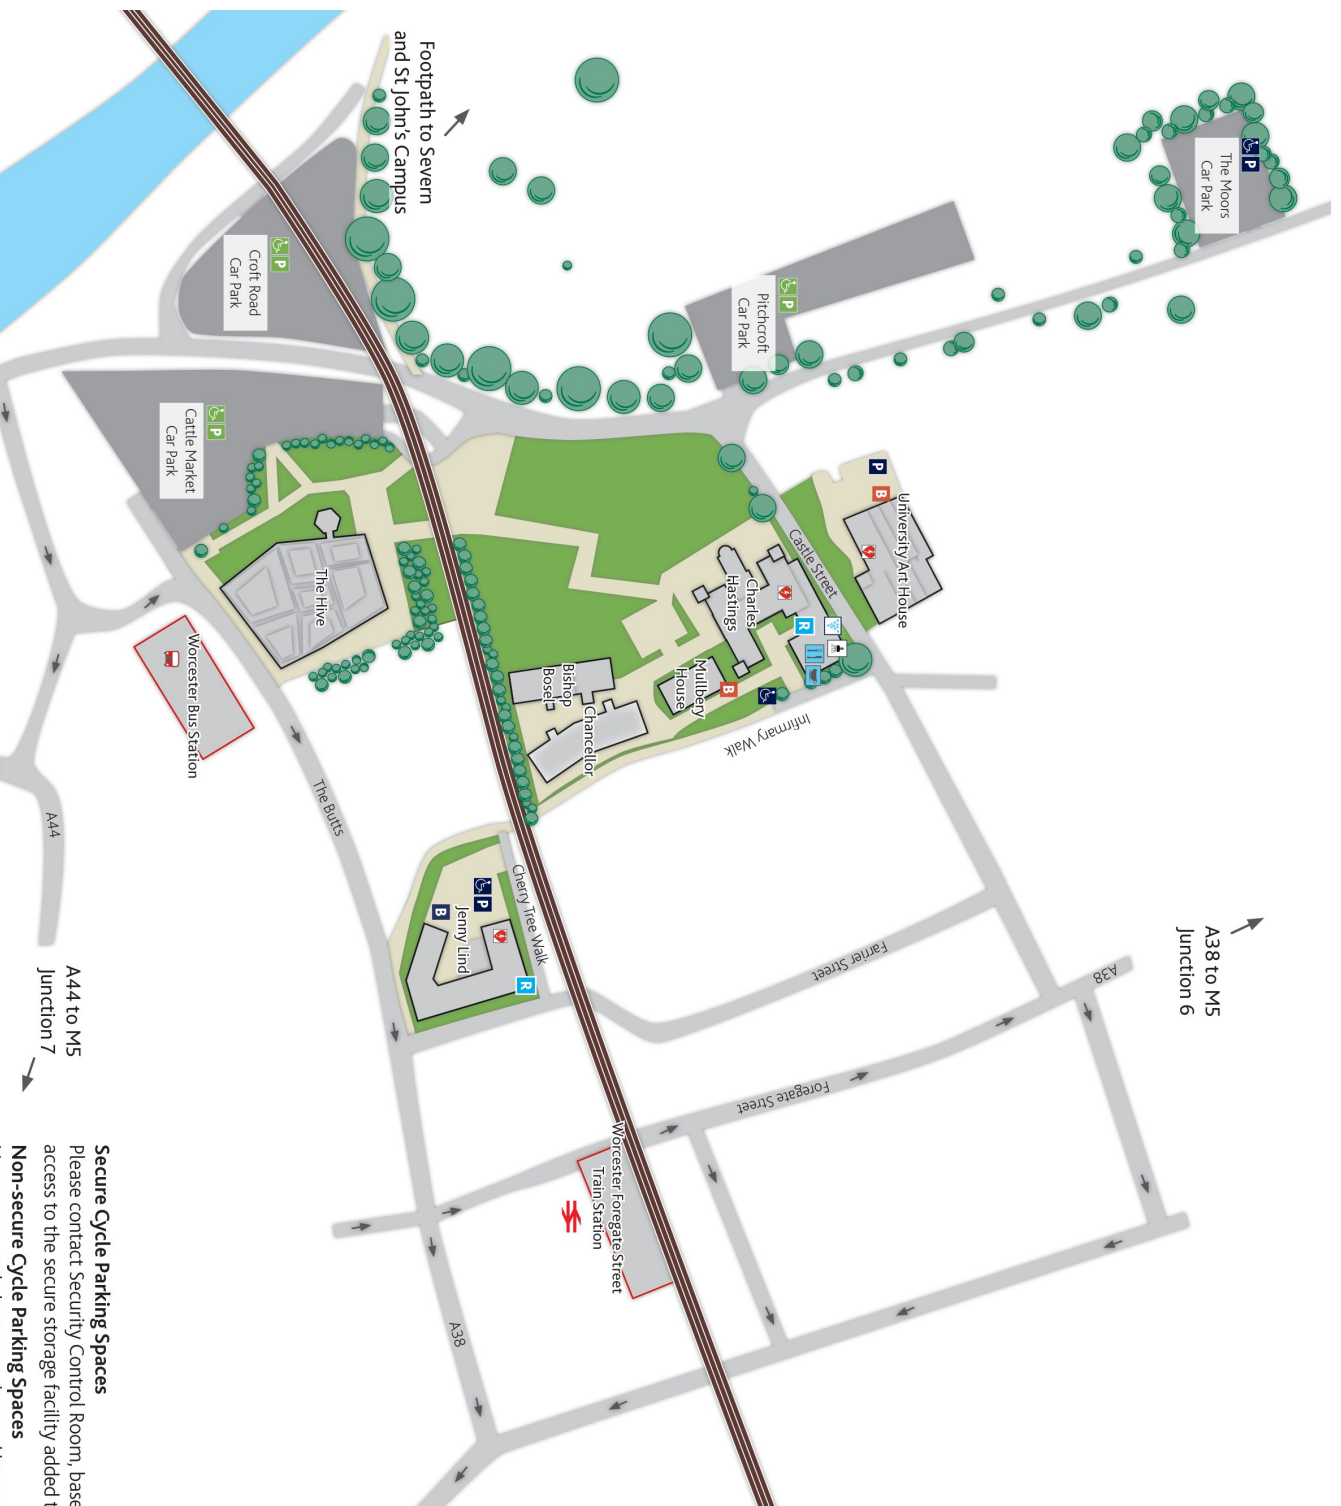 Footpath to Severn
and St John's Campus
The Moors
Car Park
P
Croft Road
Car Park
P
Pitchcroft
Car Park
P
Cattle Market
Car Park
P
University Art House
P
B
Castle Street
Charles
Hastings
R
The Hive
Mullbery
House
B
Bishop
Bosel
Chancellor
Infirmary Walk
Worcester Bus Station
The Butts
A44
Cherry Tree Walk
P
B
Jenny Lind
R
Farrier Street
A38
A38 to M5
Junction 6
A44 to M5
Junction 7
Foregate Street
Worcester Foregate Street
Train Station
A38
Secure Cycle Parking Spaces
Please contact Security Control Room, base
access to the secure storage facility added t
Non-secure Cycle Parking Spaces